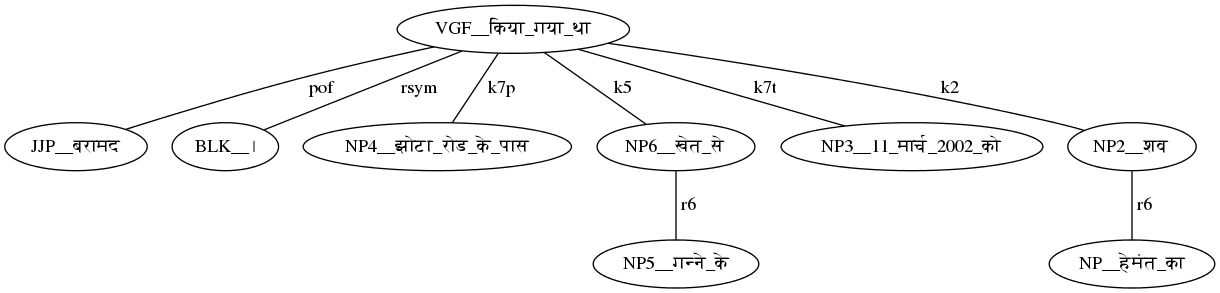 VGF__किया_गया_था
pof rsym k7p k5 k7t k2
JJP__बरामद BLK__। NP4__झोटा_रोड_के_पास NP6__खेत_से NP3__11_मार्च_2002_को NP2__शव
r6 r6
NP5__गन्ने_के NP__हेमंत_का